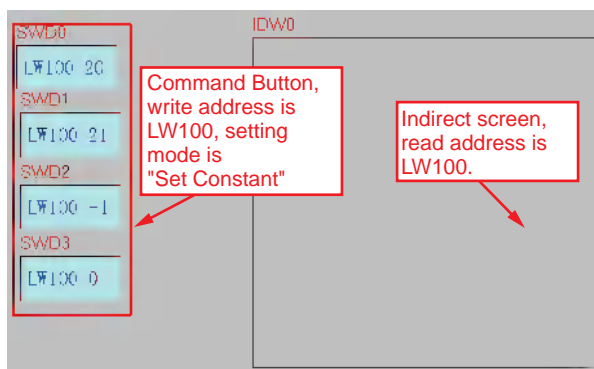 SWD0
IDW0
LW100 20
SWD1
LW100 21
SWD2
LW100 -1
SWD3
LW100 0
Command Button,
write address is
LW100, setting
mode is
"Set Constant"
Indirect screen,
read address is
LW100.